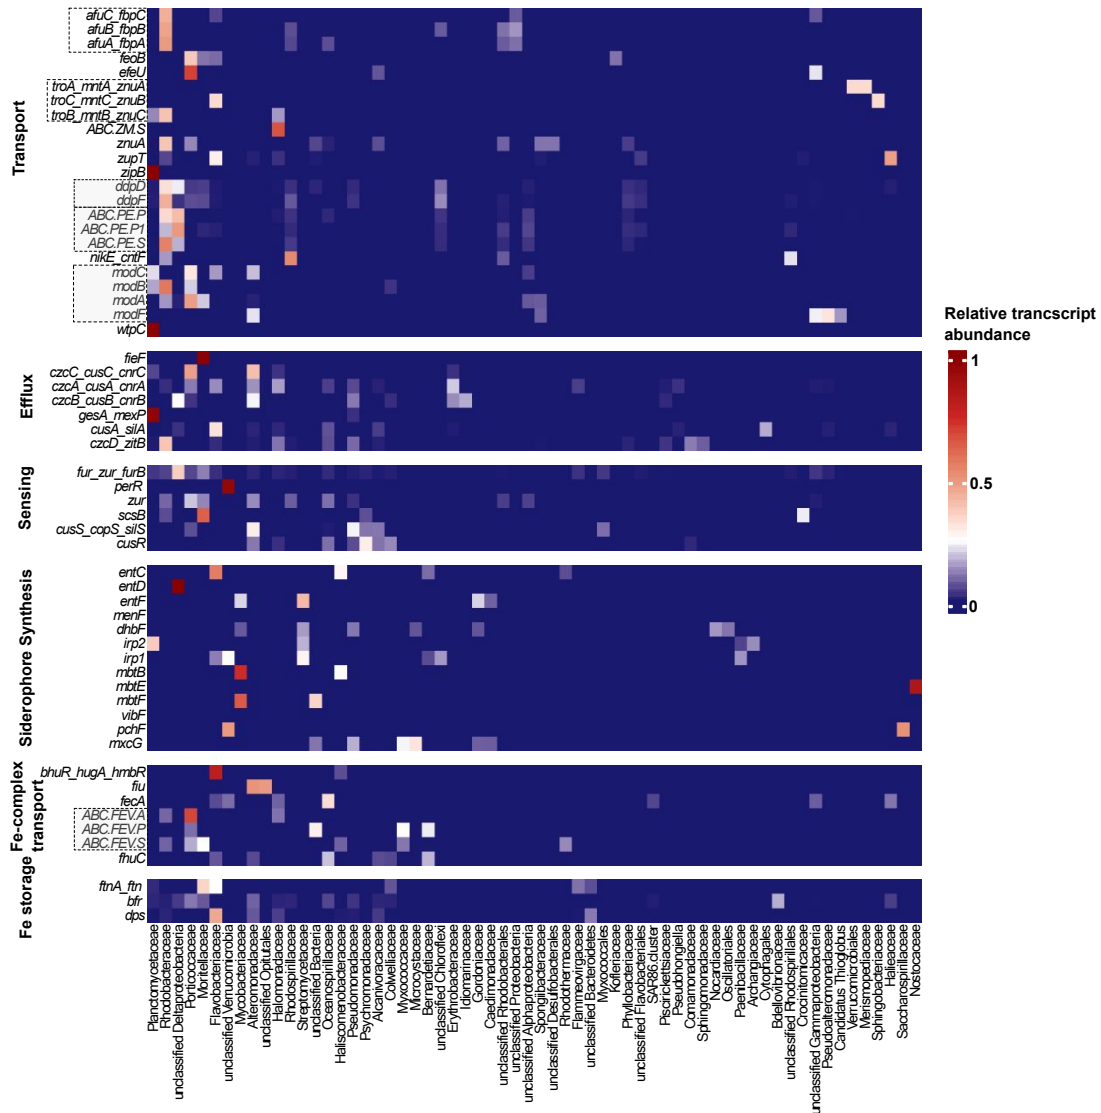 Transport
afuC_fbpC
afuB_fbpB
afuA_fbpA
feoB
efeU
troA_mntA_znuA
troC_mntC_znuB
troB_mntB_znuC
ABC.ZM.S
znuA
zupT
zipB
ddpD
ddpF
ABC.PE.P
ABC.PE.P1
ABC.PE.S
nikE_cntF
modC
modB
modA
modF
wtpC
Efflux
fieF
czcC_cusC_cnrC
czcA_cusA_cnrA
czcB_cusB_cnrB
gesA_mexP
cusA_silA
czcD_zitB
Sensing
fur_zur_furB
perR
zur
scsB
cusS_copS_silS
cusR
Siderophore Synthesis
entC
entD
entF
menF
dhbF
irp2
irp1
mbtB
mbtE
mbtF
vibF
pchF
mxcG
Fe-complex
transport
bhuR_hugA_hmbR
fiu
fecA
ABC.FEV.A
ABC.FEV.P
ABC.FEV.S
fhuC
Fe storage
ftnA_ftn
bfr
dps
Planctomycetaceae
Rhodobacteraceae
unclassified Deltaproteobacteria
Porticoccaceae
Moritellaceae
Flavobacteriaceae
unclassified Verrucomicrobia
Mycobacteriaceae
Alteromonadaceae
unclassified Opitutales
Halomonadaceae
Rhodospirillaceae
Streptomycetaceae
unclassified Bacteria
Oceanospirillaceae
Haliscomenobacteraceae
Pseudomonadaceae
Psychromonadaceae
Alcanivoracaceae
Colwelliaceae
Myxococcaceae
Microcystaceae
Bernardetiaceae
unclassified Chloroflexi
Erythrobacteraceae
Idiomarinaceae
Gordoniaceae
Caedimonadaceae
unclassified Rhodobacterales
unclassified Proteobacteria
unclassified Alphaproteobacteria
Spongiibacteraceae
unclassified Desulfobacterales
Rhodothermaceae
Flammeovirgaceae
unclassified Bacteroidetes
Myxococcales
Kofleriaceae
Phyllobacteriaceae
unclassified Flavobacteriales
SAR86.cluster
Piscirickettsiaceae
Pseudohongiella
Comamonadaceae
Sphingomonadaceae
Nocardiaceae
Oscillatoriales
Paenibacillaceae
Archangiaceae
Cytophagales
Bdellovibrionaceae
unclassified Rhodospirillales
Crocinitomicaceae
unclassified Gammaproteobacteria
Pseudoalteromonadaceae
Candidatus Thioglobus
Verrucomicrobiales
Merismopediaceae
Sphingobacteriaceae
Halieaceae
Saccharospirillaceae
Nostocaceae
Relative trancscript
abundance
1
0.5
0